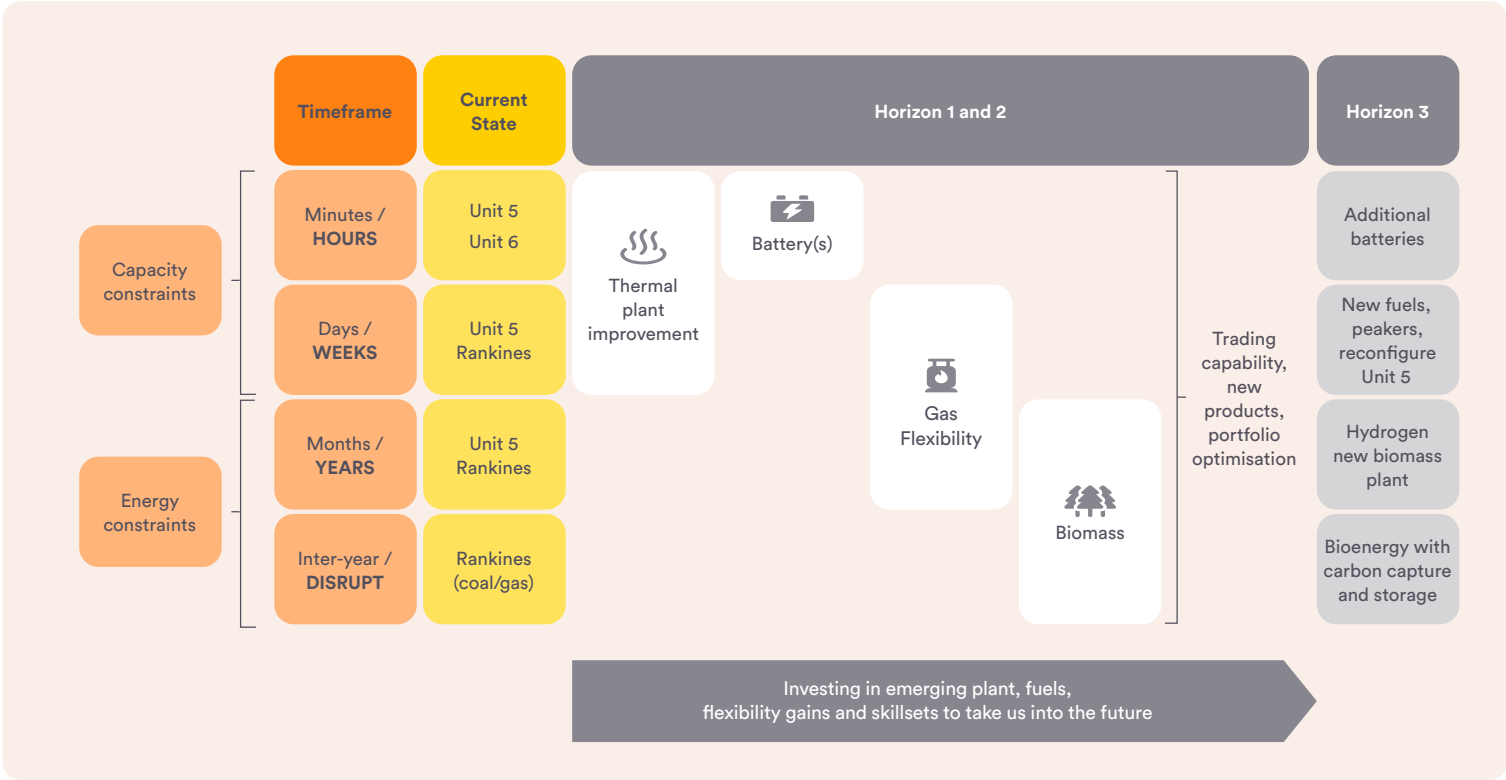 Timeframe
Current
State
Horizon 1 and 2
Horizon 3
Capacity
constraints
Minutes /
HOURS
Unit 5
Unit 6
Thermal
plant
improvement
Battery(s)
Additional
batteries
Days /
WEEKS
Unit 5
Rankines
Gas
Flexibility
Trading
capability,
new
products,
portfolio
optimisation
New fuels,
peakers,
reconfigure
Unit 5
Energy
constraints
Months /
YEARS
Unit 5
Rankines
Biomass
Hydrogen
new biomass
plant
Inter-year /
DISRUPT
Rankines
(coal/gas)
Bioenergy with
carbon capture
and storage
Investing in emerging plant, fuels,
flexibility gains and skillsets to take us into the future